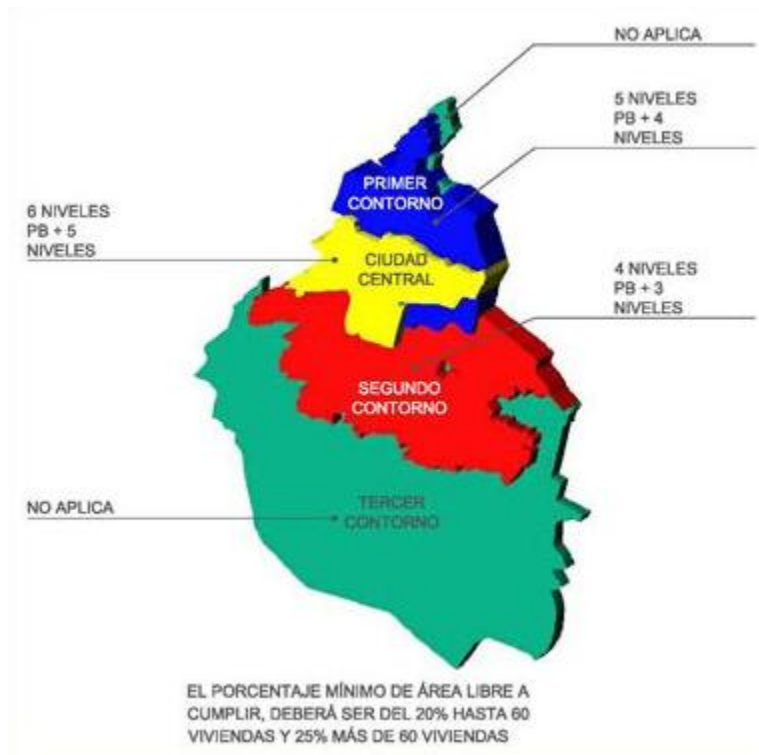 NO APLICA
5 NIVELES
PB + 4
NIVELES
PRIMER
CONTORNO
6 NIVELES
PB + 5
NIVELES
CIUDAD
CENTRAL
4 NIVELES
PB + 3
NIVELES
SEGUNDO
CONTORNO
NO APLICA
TERCER
CONTORNO
EL PORCENTAJE MÍNIMO DE ÁREA LIBRE A
CUMPLIR, DEBERÁ SER DEL 20% HASTA 60
VIVIENDAS Y 25% MÁS DE 60 VIVIENDAS